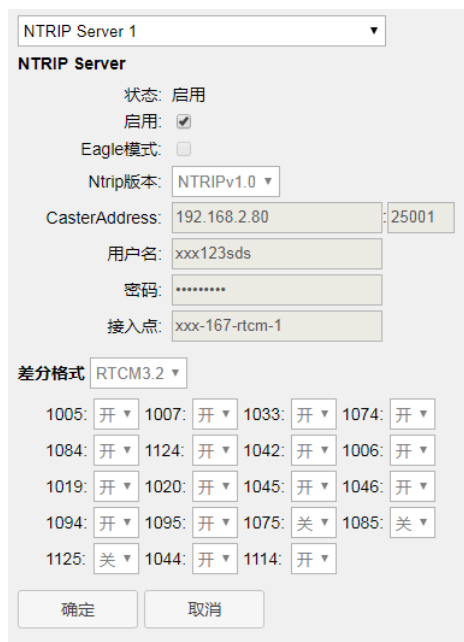 NTRIP Server 1
NTRIP Server
状态: 启用
启用:
Eagle模式:
Ntrip版本: NTRIPv1.0
CasterAddress: 192.168.2.80 : 25001
用户名: xxx123sds
密码: •••••••••
接入点: xxx-167-rtcm-1
差分格式 RTCM3.2
1005: 开 1007: 开 1033: 开 1074: 开
1084: 开 1124: 开 1042: 开 1006: 开
1019: 开 1020: 开 1045: 开 1046: 开
1094: 开 1095: 开 1075: 关 1085: 关
1125: 关 1044: 开 1114: 开
确定 取消